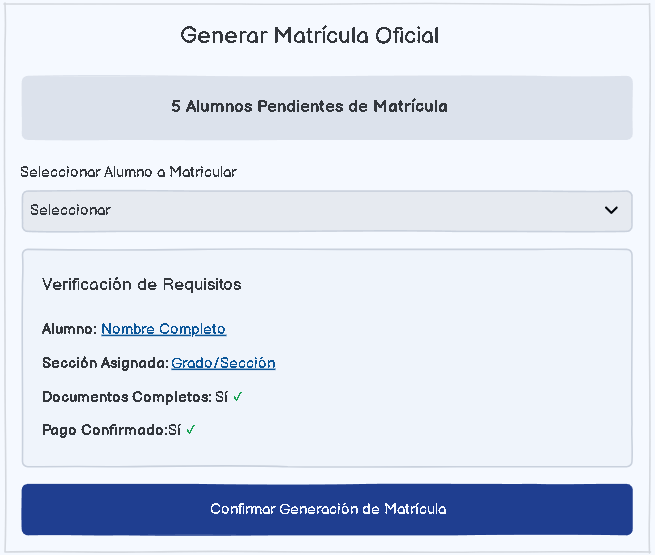 Generar Matrícula Oficial
5 Alumnos Pendientes de Matrícula
Seleccionar Alumno a Matricular
Seleccionar
Verificación de Requisitos
Alumno: Nombre Completo
Sección Asignada: Grado/Sección
Documentos Completos: Sí ✓
Pago Confirmado:Sí ✓
Confirmar Generación de Matrícula